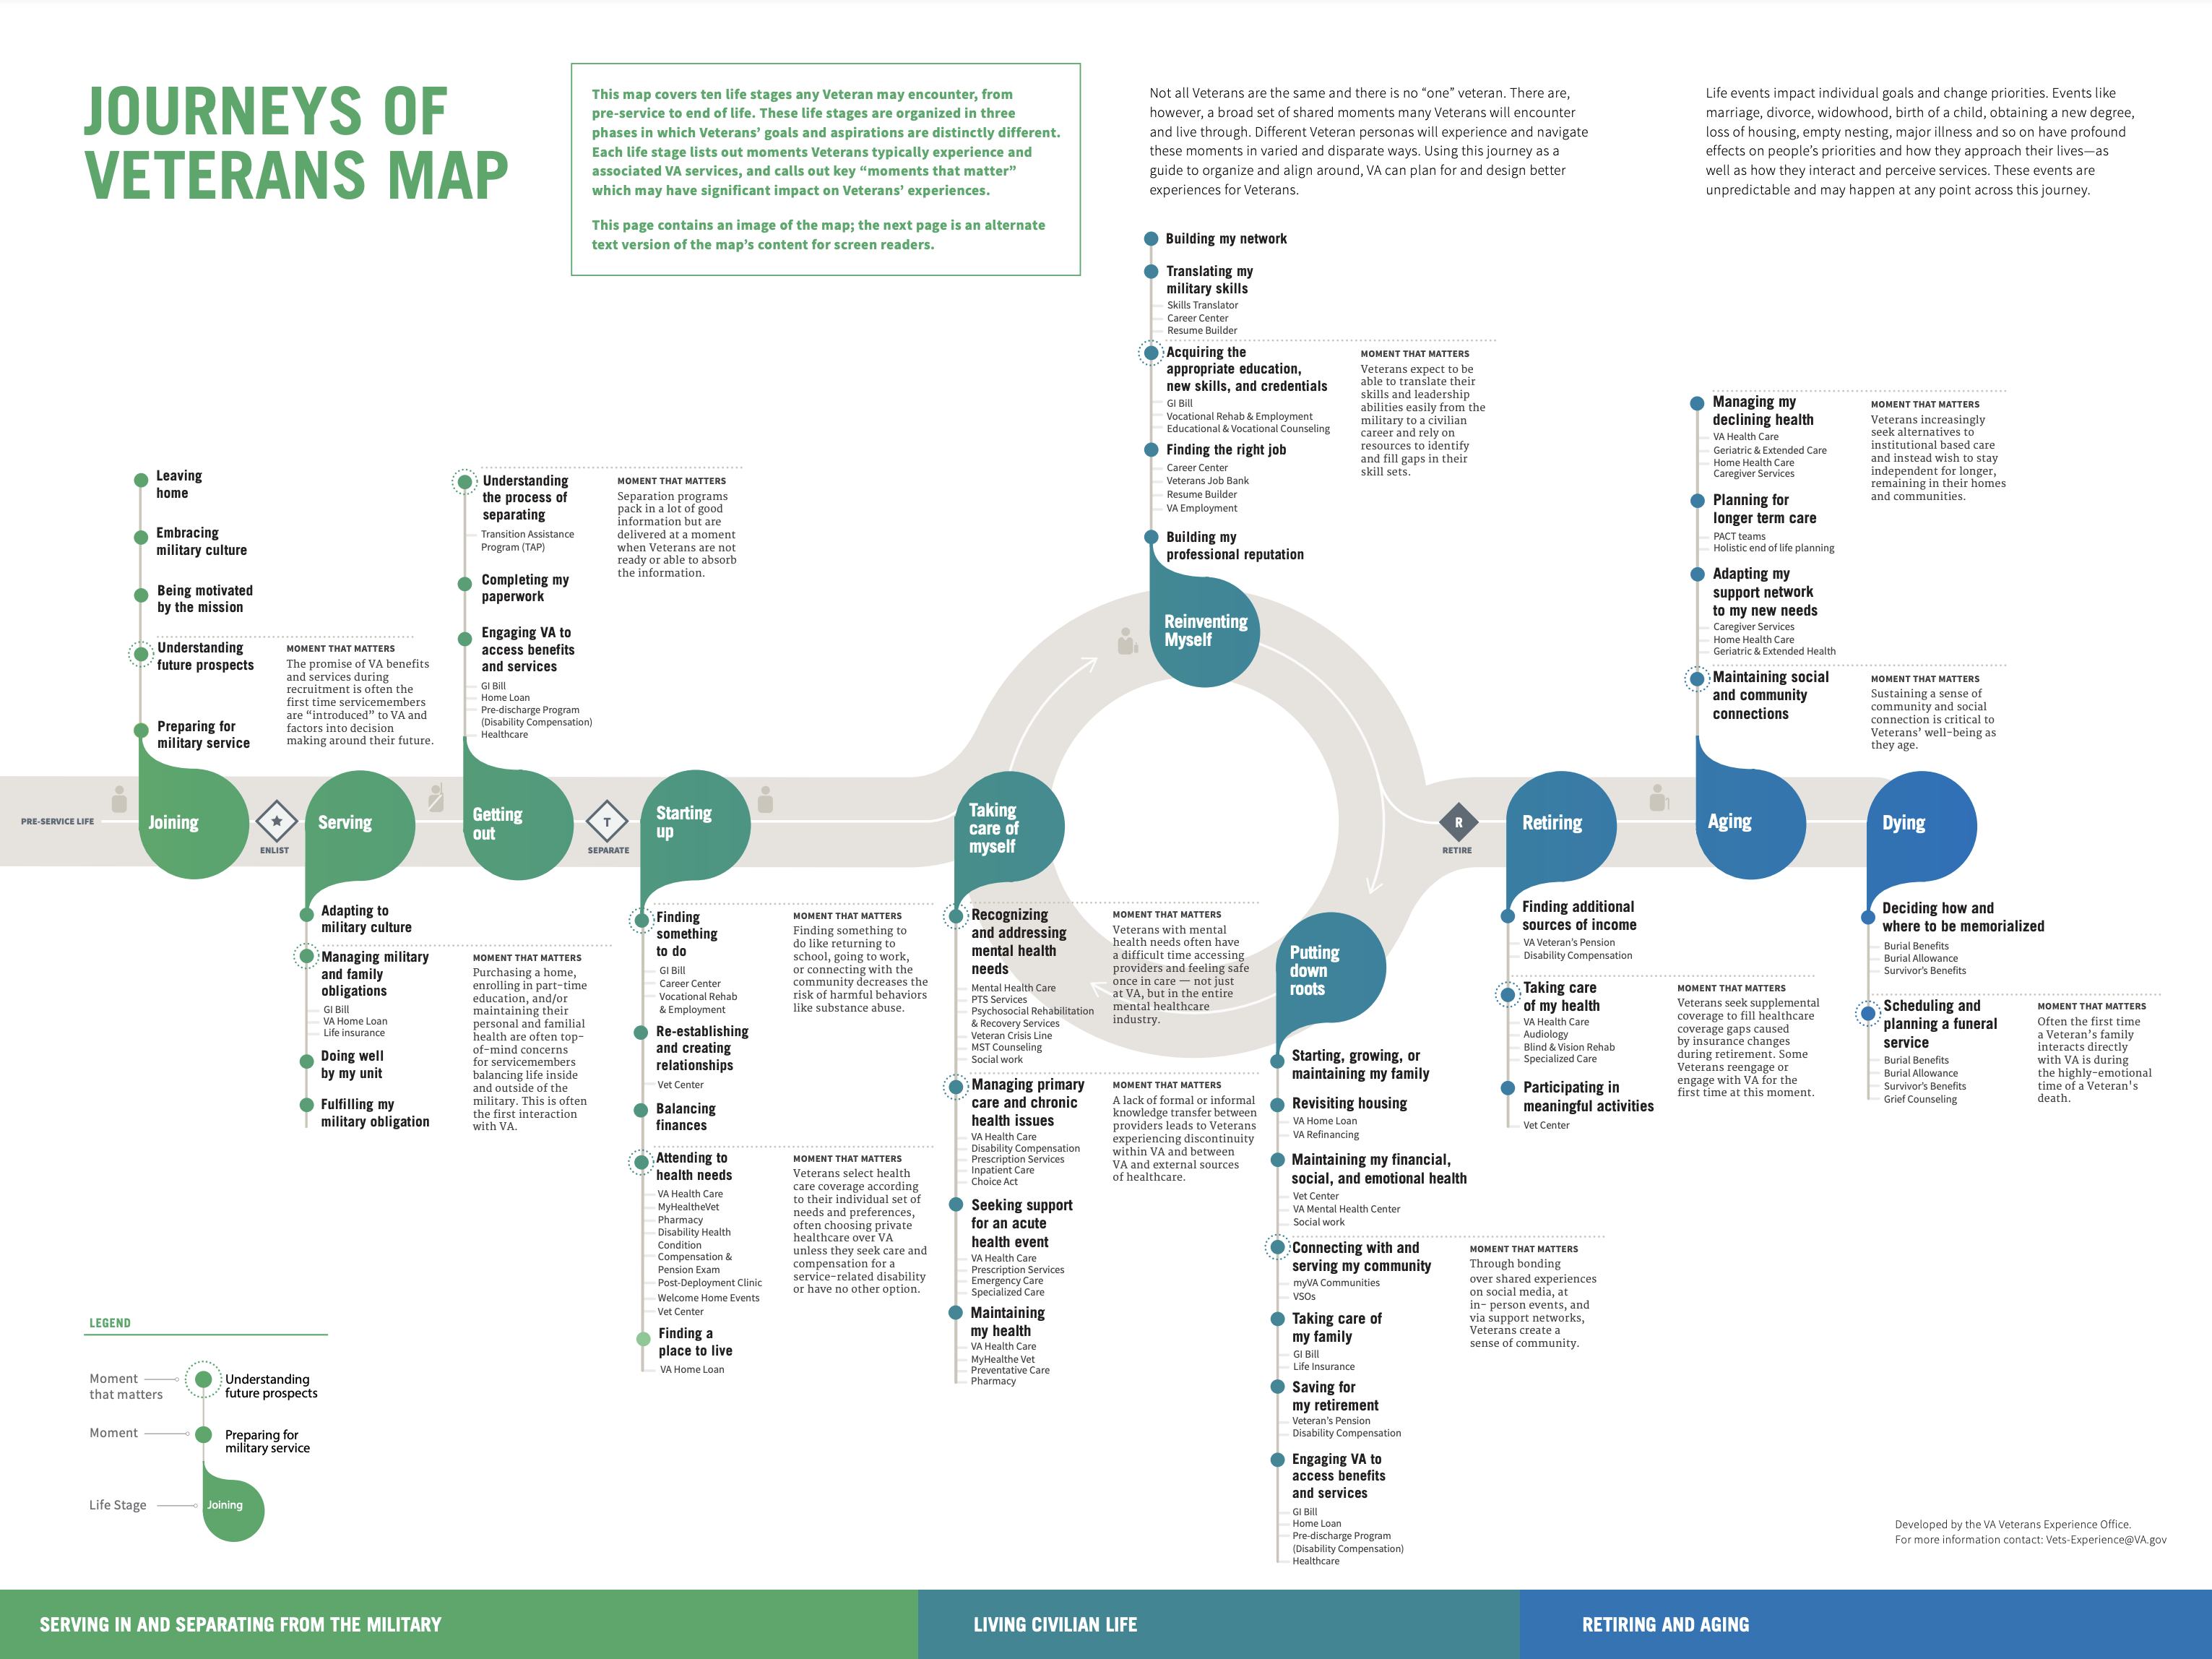 JOURNEYS OF
VETERANS MAP
This map covers ten life stages any Veteran may encounter, from
pre-service to end of life. These life stages are organized in three
phases in which Veterans’ goals and aspirations are distinctly different.
Each life stage lists out moments Veterans typically experience and
associated VA services, and calls out key “moments that matter”
which may have significant impact on Veterans’ experiences.
This page contains an image of the map; the next page is an alternate
text version of the map’s content for screen readers.
Not all Veterans are the same and there is no “one” veteran. There are,
however, a broad set of shared moments many Veterans will encounter
and live through. Different Veteran personas will experience and navigate
these moments in varied and disparate ways. Using this journey as a
guide to organize and align around, VA can plan for and design better
experiences for Veterans.
Life events impact individual goals and change priorities. Events like
marriage, divorce, widowhood, birth of a child, obtaining a new degree,
loss of housing, empty nesting, major illness and so on have profound
effects on people’s priorities and how they approach their lives—as
well as how they interact and perceive services. These events are
unpredictable and may happen at any point across this journey.
PRE-SERVICE LIFE
Leaving
home
Embracing
military culture
Being motivated
by the mission
Understanding
future prospects
MOMENT THAT MATTERS
The promise of VA benefits
and services during
recruitment is often the
first time servicemembers
are “introduced” to VA and
factors into decision
making around their future.
Preparing for
military service
Joining
ENLIST
Serving
Adapting to
military culture
Managing military
and family
obligations
GI Bill
VA Home Loan
Life insurance
MOMENT THAT MATTERS
Purchasing a home,
enrolling in part-time
education, and/or
maintaining their
personal and familial
health are often top-
of-mind concerns
for servicemembers
balancing life inside
and outside of the
military. This is often
the first interaction
with VA.
Doing well
by my unit
Fulfilling my
military obligation
Understanding
the process of
separating
Transition Assistance
Program (TAP)
MOMENT THAT MATTERS
Separation programs
pack in a lot of good
information but are
delivered at a moment
when Veterans are not
ready or able to absorb
the information.
Completing my
paperwork
Engaging VA to
access benefits
and services
GI Bill
Home Loan
Pre-discharge Program
(Disability Compensation)
Healthcare
Getting
out
T
SEPARATE
Starting
up
Finding
something
to do
GI Bill
Career Center
Vocational Rehab
& Employment
MOMENT THAT MATTERS
Finding something to
do like returning to
school, going to work,
or connecting with the
community decreases the
risk of harmful behaviors
like substance abuse.
Re-establishing
and creating
relationships
Vet Center
Balancing
finances
Attending to
health needs
VA Health Care
MyHealtheVet
Pharmacy
Disability Health
Condition
Compensation &
Pension Exam
Post-Deployment Clinic
Welcome Home Events
Vet Center
MOMENT THAT MATTERS
Veterans select health
care coverage according
to their individual set of
needs and preferences,
often choosing private
healthcare over VA
unless they seek care and
compensation for a
service-related disability
or have no other option.
Finding a
place to live
VA Home Loan
Taking
care of
myself
Recognizing
and addressing
mental health
needs
Mental Health Care
PTS Services
Psychosocial Rehabilitation
& Recovery Services
Veteran Crisis Line
MST Counseling
Social work
MOMENT THAT MATTERS
Veterans with mental
health needs often have
a difficult time accessing
providers and feeling safe
once in care — not just
at VA, but in the entire
mental healthcare
industry.
Managing primary
care and chronic
health issues
VA Health Care
Disability Compensation
Prescription Services
Inpatient Care
Choice Act
MOMENT THAT MATTERS
A lack of formal or informal
knowledge transfer between
providers leads to Veterans
experiencing discontinuity
within VA and between
VA and external sources
of healthcare.
Seeking support
for an acute
health event
VA Health Care
Prescription Services
Emergency Care
Specialized Care
Maintaining
my health
VA Health Care
MyHealthe Vet
Preventative Care
Pharmacy
Building my network
Translating my
military skills
Skills Translator
Career Center
Resume Builder
Acquiring the
appropriate education,
new skills, and credentials
GI Bill
Vocational Rehab & Employment
Educational & Vocational Counseling
MOMENT THAT MATTERS
Veterans expect to be
able to translate their
skills and leadership
abilities easily from the
military to a civilian
career and rely on
resources to identify
and fill gaps in their
skill sets.
Finding the right job
Career Center
Veterans Job Bank
Resume Builder
VA Employment
Building my
professional reputation
Reinventing
Myself
Putting
down
roots
Starting, growing, or
maintaining my family
Revisiting housing
VA Home Loan
VA Refinancing
Maintaining my financial,
social, and emotional health
Vet Center
VA Mental Health Center
Social work
Connecting with and
serving my community
myVA Communities
VSOs
MOMENT THAT MATTERS
Through bonding
over shared experiences
on social media, at
in- person events, and
via support networks,
Veterans create a
sense of community.
Taking care of
my family
GI Bill
Life Insurance
Saving for
my retirement
Veteran’s Pension
Disability Compensation
Engaging VA to
access benefits
and services
GI Bill
Home Loan
Pre-discharge Program
(Disability Compensation)
Healthcare
R
RETIRE
Retiring
Finding additional
sources of income
VA Veteran’s Pension
Disability Compensation
Taking care
of my health
VA Health Care
Audiology
Blind & Vision Rehab
Specialized Care
MOMENT THAT MATTERS
Veterans seek supplemental
coverage to fill healthcare
coverage gaps caused
by insurance changes
during retirement. Some
Veterans reengage or
engage with VA for the
first time at this moment.
Participating in
meaningful activities
Vet Center
Managing my
declining health
VA Health Care
Geriatric & Extended Care
Home Health Care
Caregiver Services
MOMENT THAT MATTERS
Veterans increasingly
seek alternatives to
institutional based care
and instead wish to stay
independent for longer,
remaining in their homes
and communities.
Planning for
longer term care
PACT teams
Holistic end of life planning
Adapting my
support network
to my new needs
Caregiver Services
Home Health Care
Geriatric & Extended Health
Maintaining social
and community
connections
MOMENT THAT MATTERS
Sustaining a sense of
community and social
connection is critical to
Veterans’ well-being as
they age.
Aging
Dying
Deciding how and
where to be memorialized
Burial Benefits
Burial Allowance
Survivor’s Benefits
Scheduling and
planning a funeral
service
Burial Benefits
Burial Allowance
Survivor’s Benefits
Grief Counseling
MOMENT THAT MATTERS
Often the first time
a Veteran’s family
interacts directly
with VA is during
the highly-emotional
time of a Veteran's
death.
LEGEND
Moment
that matters
Understanding
future prospects
Moment
Preparing for
military service
Life Stage
Joining
Developed by the VA Veterans Experience Office.
For more information contact: Vets-Experience@VA.gov
SERVING IN AND SEPARATING FROM THE MILITARY
LIVING CIVILIAN LIFE
RETIRING AND AGING